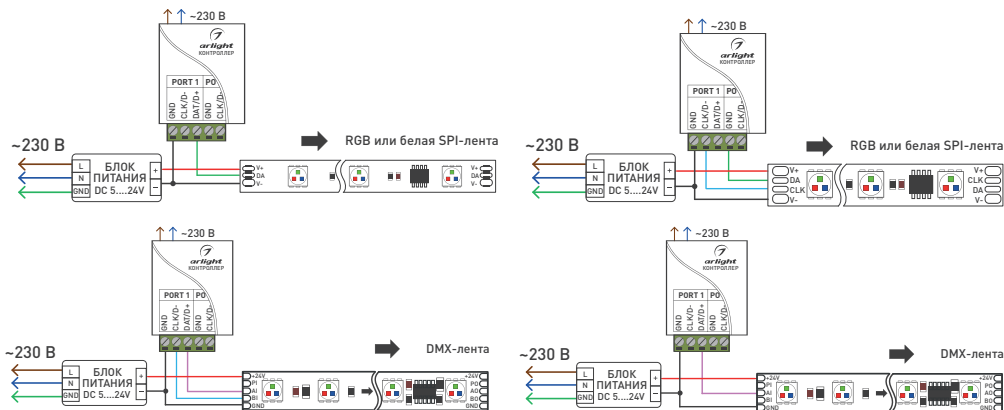 ~230 В
arlight
КОНТРОЛЛЕР
PORT 1 PO
GND
CLK/D-
DAT/D+
GND
CLK/D-
~230 В
L
N
GND
БЛОК
ПИТАНИЯ
DC 5....24V
+
–
RGB или белая SPI-лента
V+
DA
V-
V+
DA
V-
~230 В
arlight
КОНТРОЛЛЕР
PORT 1 PO
GND
CLK/D-
DAT/D+
GND
CLK/D-
~230 В
L
N
GND
БЛОК
ПИТАНИЯ
DC 5....24V
+
–
RGB или белая SPI-лента
V+
DA
CLK
V-
V+
CLK
DA
V-
~230 В
arlight
КОНТРОЛЛЕР
PORT 1 PO
GND
CLK/D-
DAT/D+
GND
CLK/D-
~230 В
L
N
GND
БЛОК
ПИТАНИЯ
DC 5....24V
+
–
DMX-лента
+24V
PI
AI
BI
GND
+24V
PO
AO
BO
GND
~230 В
arlight
КОНТРОЛЛЕР
PORT 1 PO
GND
CLK/D-
DAT/D+
GND
CLK/D-
~230 В
L
N
GND
БЛОК
ПИТАНИЯ
DC 5....24V
+
–
DMX-лента
+24V
PI
AI
BI
GND
+24V
PO
AO
BO
GND